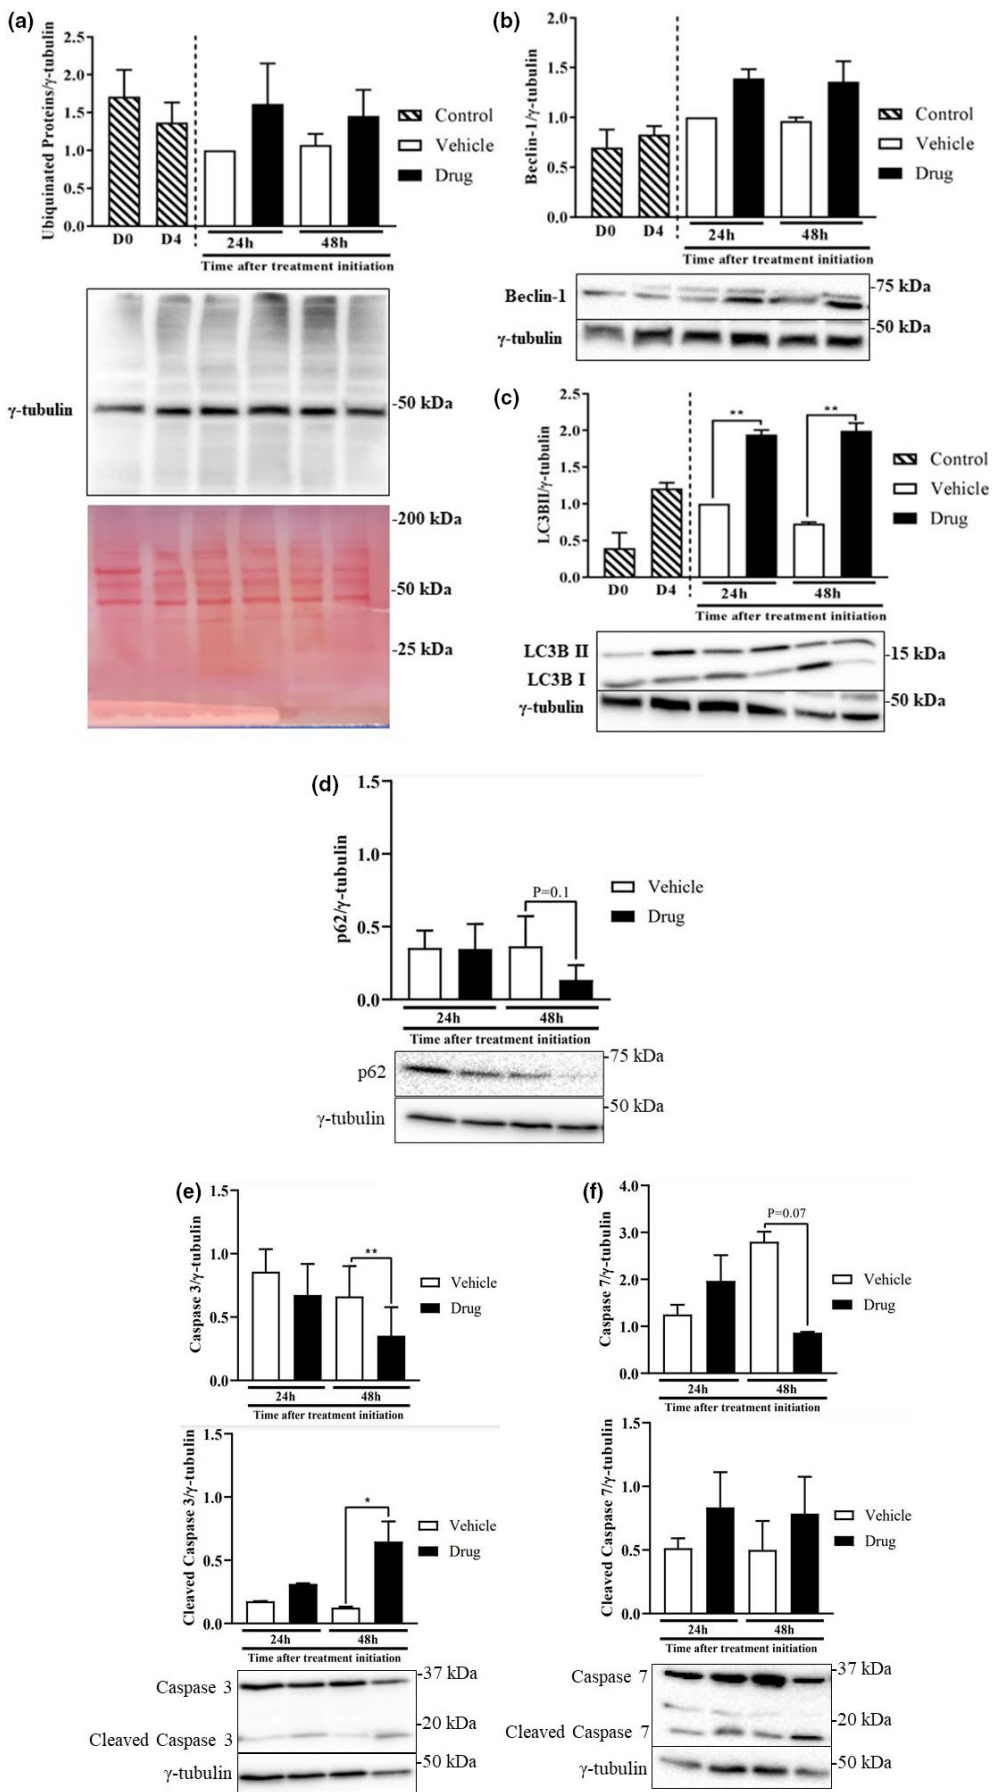 (a)
Ubiquinated Proteins/γ-tubulin
2.5
2.0
1.5
1.0
0.5
0.0
D0 D4 24h 48h
Time after treatment initiation
Control
Vehicle
Drug
γ-tubulin
-50 kDa
-200 kDa
-50 kDa
-25 kDa
(b)
Beclin-1/γ-tubulin
2.0
1.5
1.0
0.5
0.0
D0 D4 24h 48h
Time after treatment initiation
Control
Vehicle
Drug
Beclin-1
-75 kDa
γ-tubulin
-50 kDa
(c)
LC3BII/γ-tubulin
2.5
2.0
1.5
1.0
0.5
0.0
** **
D0 D4 24h 48h
Time after treatment initiation
Control
Vehicle
Drug
LC3B II
-15 kDa
LC3B I
γ-tubulin
-50 kDa
(d)
p62/γ-tubulin
1.5
1.0
0.5
0.0
P=0.1
24h 48h
Time after treatment initiation
Vehicle
Drug
p62
-75 kDa
γ-tubulin
-50 kDa
(e)
Caspase 3/γ-tubulin
1.5
1.0
0.5
0.0
**
24h 48h
Time after treatment initiation
Vehicle
Drug
Cleaved Caspase 3/γ-tubulin
1.5
1.0
0.5
0.0
*
24h 48h
Time after treatment initiation
Vehicle
Drug
Caspase 3
-37 kDa
Cleaved Caspase 3
-20 kDa
γ-tubulin
-50 kDa
(f)
Caspase 7/γ-tubulin
4.0
3.0
2.0
1.0
0.0
P=0.07
24h 48h
Time after treatment initiation
Vehicle
Drug
Cleaved Caspase 7/γ-tubulin
1.5
1.0
0.5
0.0
24h 48h
Time after treatment initiation
Vehicle
Drug
Caspase 7
-37 kDa
Cleaved Caspase 7
-20 kDa
γ-tubulin
-50 kDa